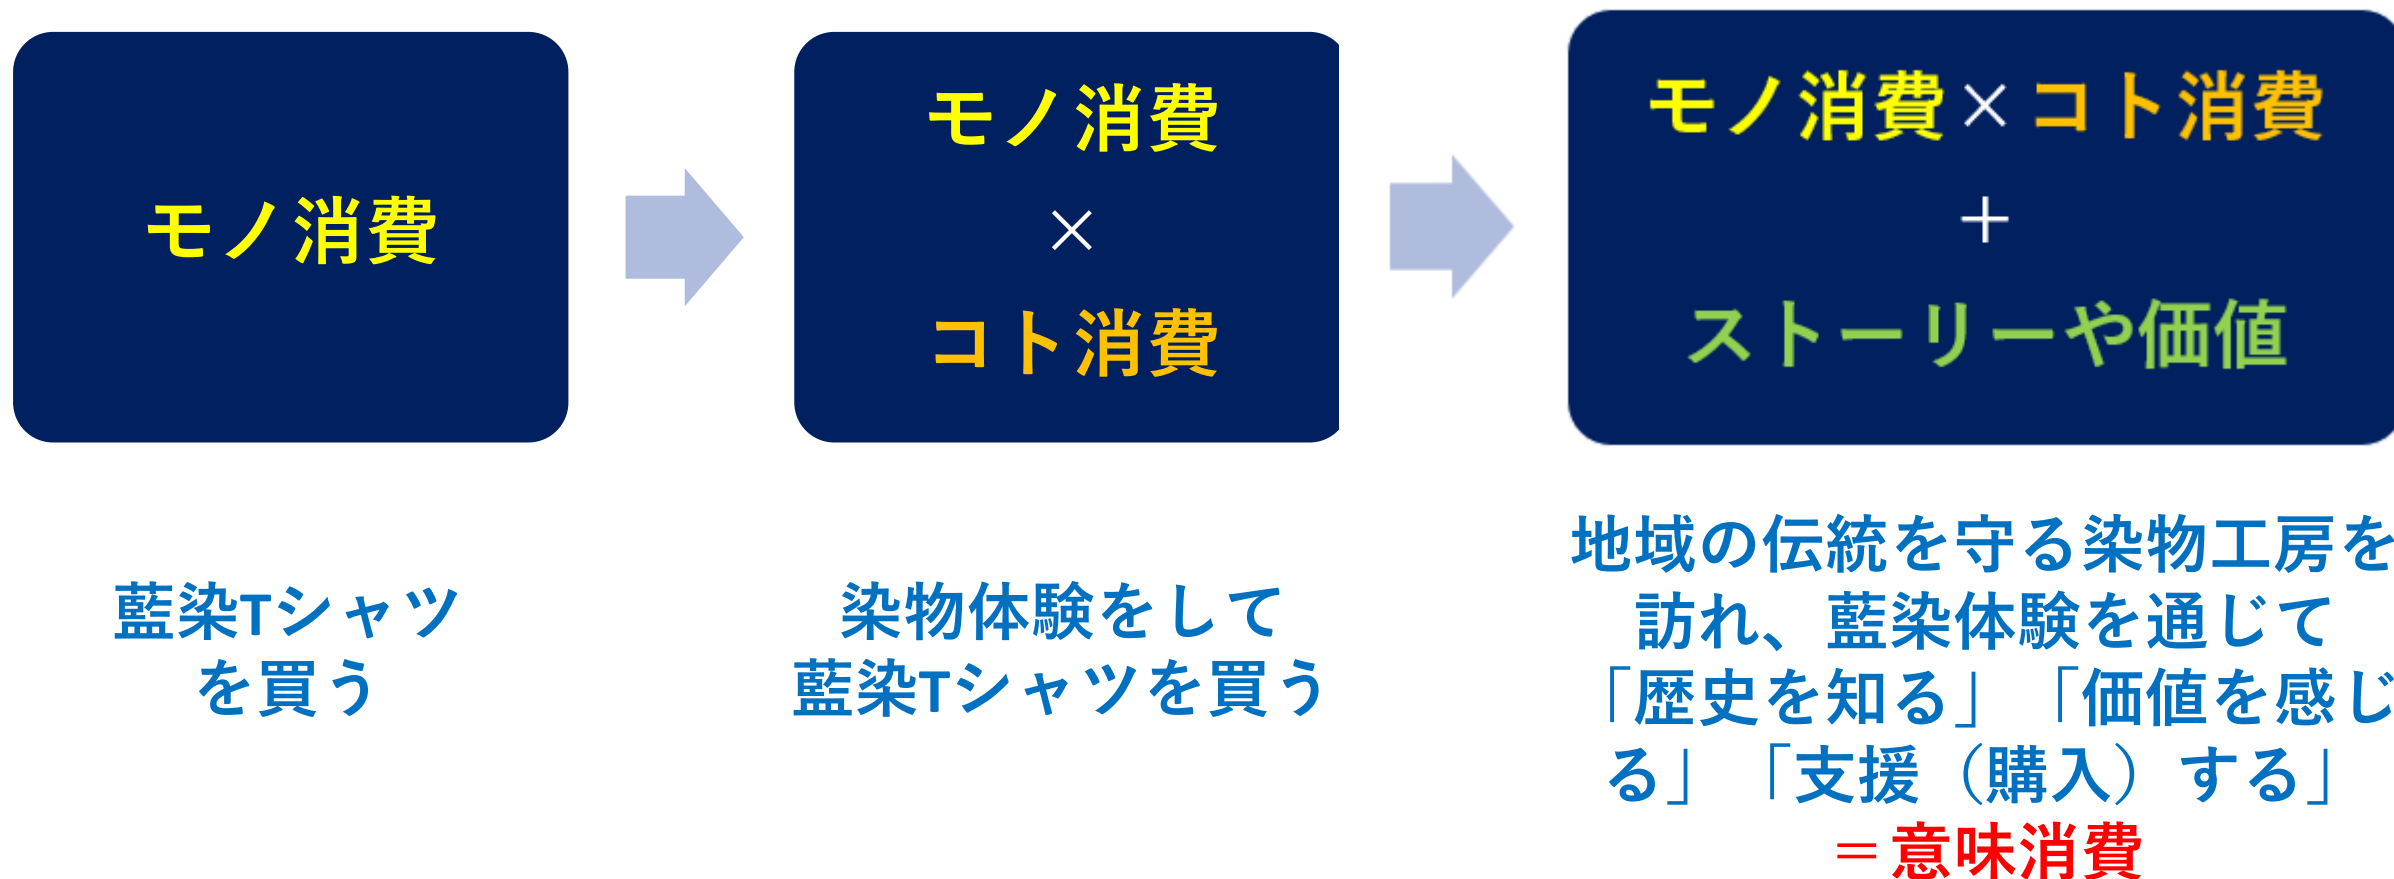 モノ消費
モノ消費
×
コト消費
モノ消費×コト消費
+
ストーリーや価値
藍染Tシャツ
を買う
染物体験をして
藍染Tシャツを買う
地域の伝統を守る染物工房を
訪れ、藍染体験を通じて
「歴史を知る」「価値を感じ
る」「支援（購入）する」
＝意味消費